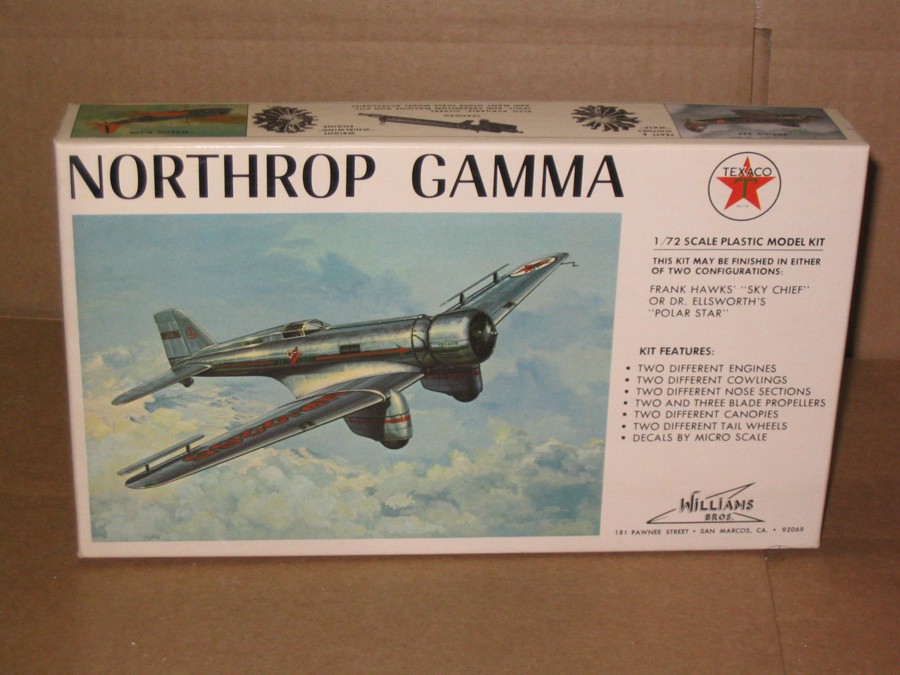 NORTHROP GAMMA
TEXACO
T
1/72 SCALE PLASTIC MODEL KIT
THIS KIT MAY BE FINISHED IN EITHER
OF TWO CONFIGURATIONS:
FRANK HAWKS' "SKY CHIEF"
OR DR. ELLSWORTH'S
"POLAR STAR"
KIT FEATURES:
• TWO DIFFERENT ENGINES
• TWO DIFFERENT COWLINGS
• TWO DIFFERENT NOSE SECTIONS
• TWO AND THREE BLADE PROPELLERS
• TWO DIFFERENT CANOPIES
• TWO DIFFERENT TAIL WHEELS
• DECALS BY MICRO SCALE
WILLIAMS
BROS.
181 PAWNEE STREET • SAN MARCOS, CA. • 92069